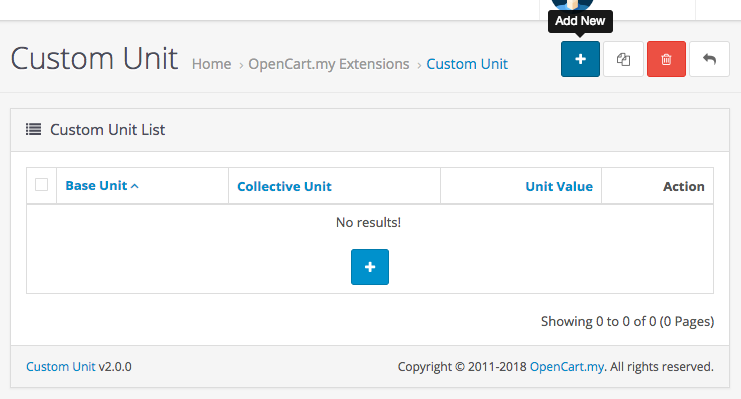 Add New
Custom Unit Home › OpenCart.my Extensions › Custom Unit
Custom Unit List
Base Unit Collective Unit Unit Value Action
No results!
Showing 0 to 0 of 0 (0 Pages)
Custom Unit v2.0.0 Copyright © 2011-2018 OpenCart.my. All rights reserved.